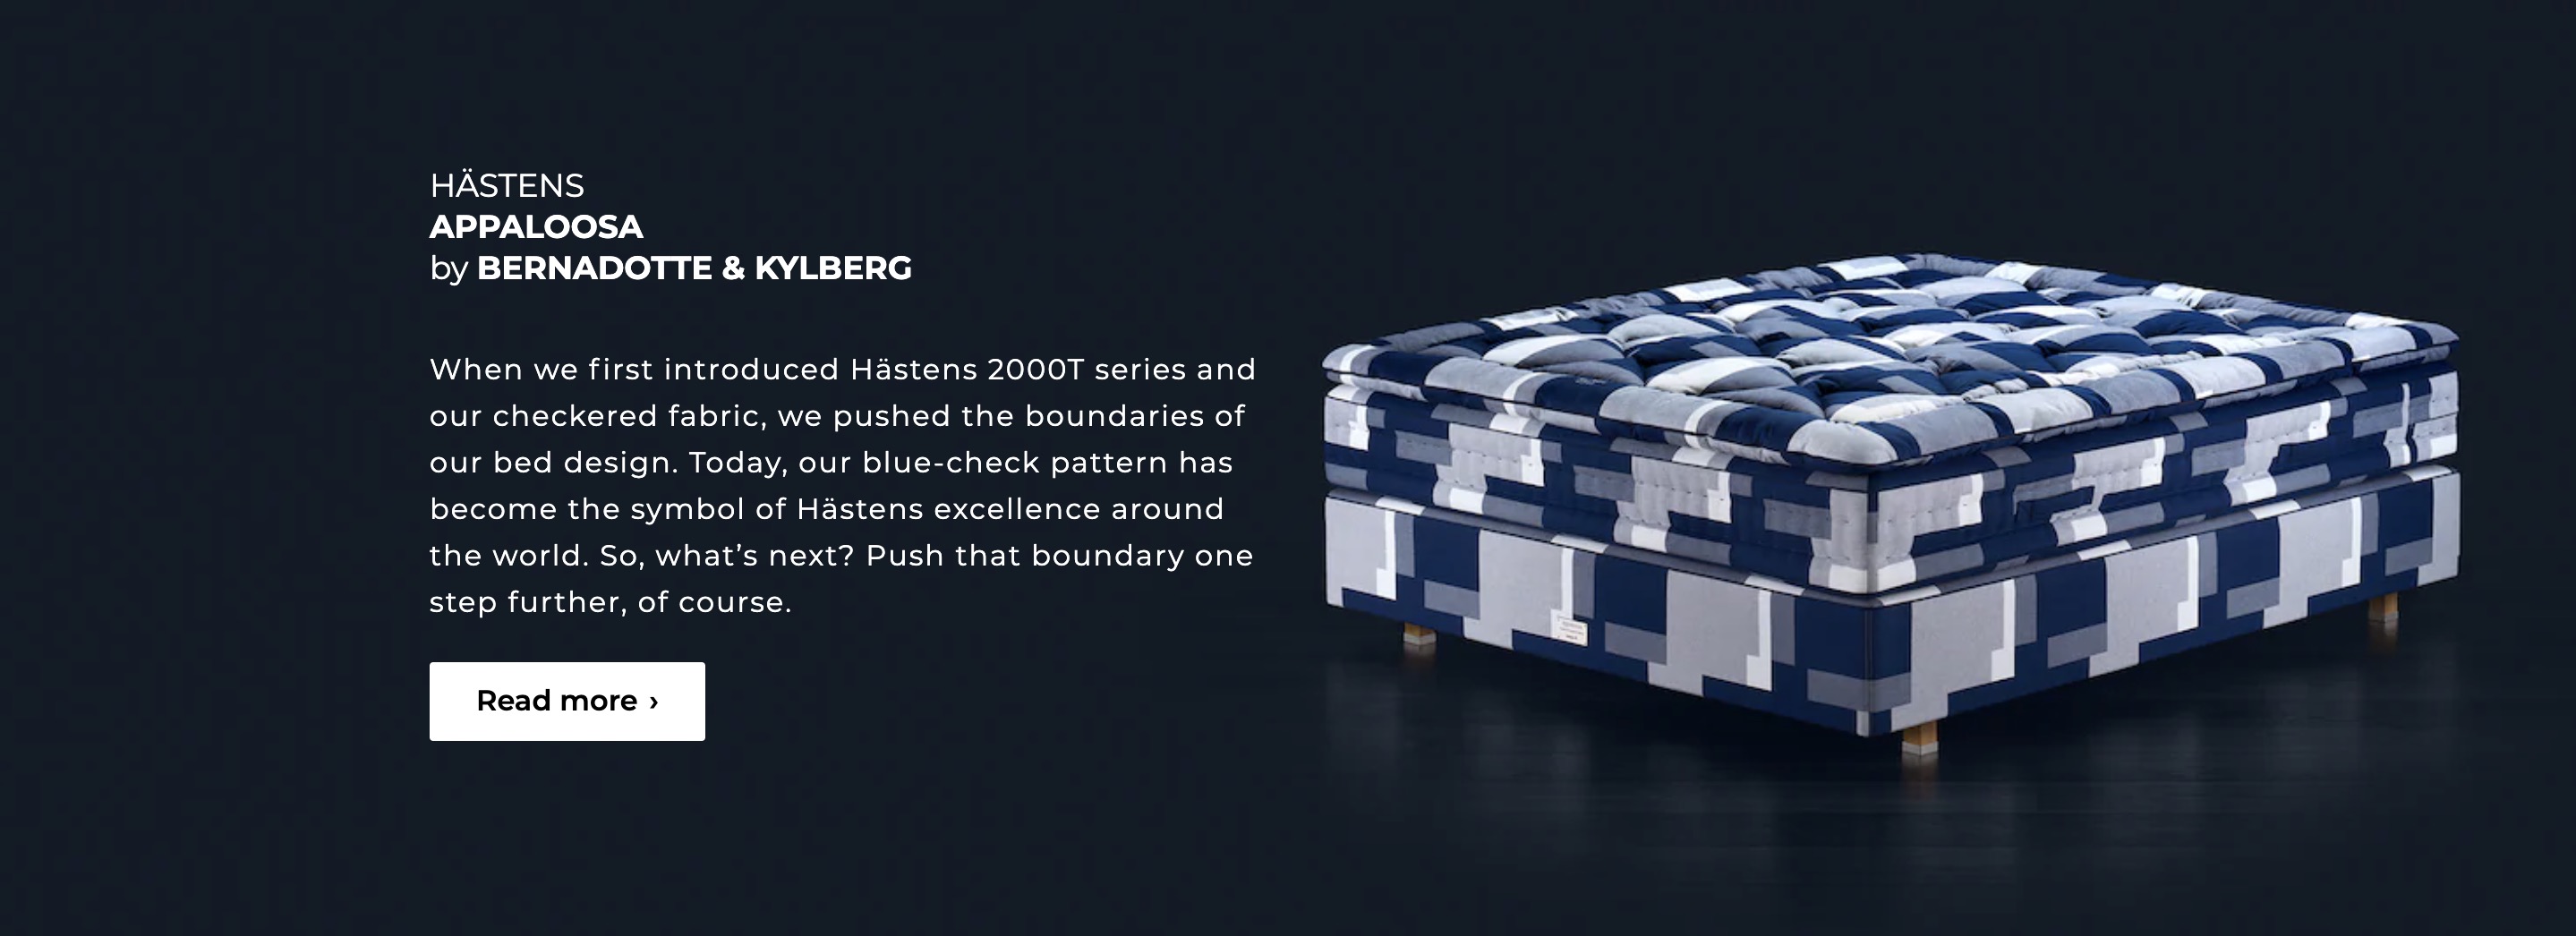 HÄSTENS
APPALOOSA
by BERNADOTTE & KYLBERG
When we first introduced Hästens 2000T series and
our checkered fabric, we pushed the boundaries of
our bed design. Today, our blue-check pattern has
become the symbol of Hästens excellence around
the world. So, what’s next? Push that boundary one
step further, of course.
Read more ›